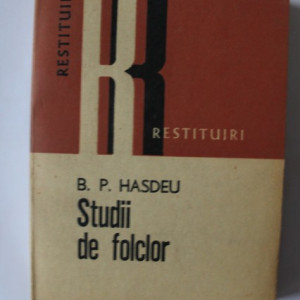 RESTITUIRI
RESTITUIRI
B. P. HASDEU
Studii
de folclor